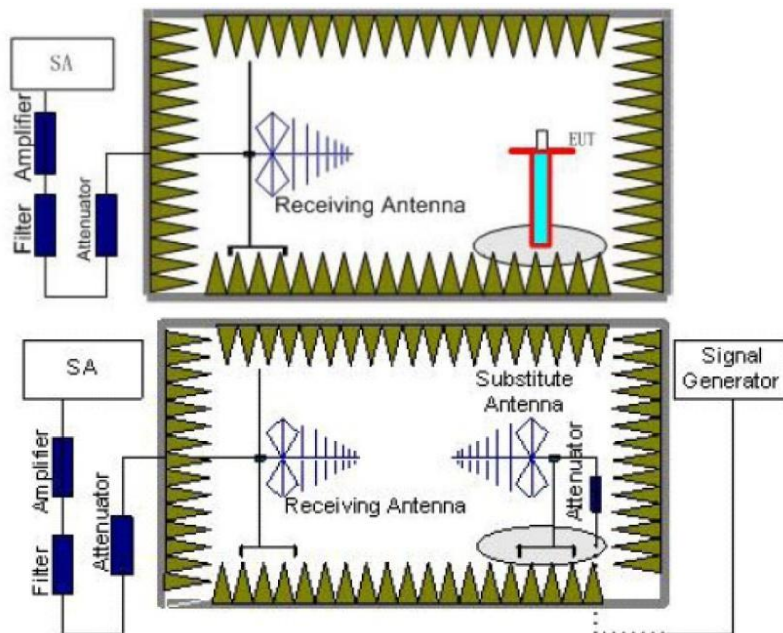 SA
Amplifier
Filter
Attenuator
EUT
Receiving Antenna
SA
Signal
Generator
Substitute
Antenna
Amplifier
Attenuator
Attenuator
Receiving Antenna
Filter